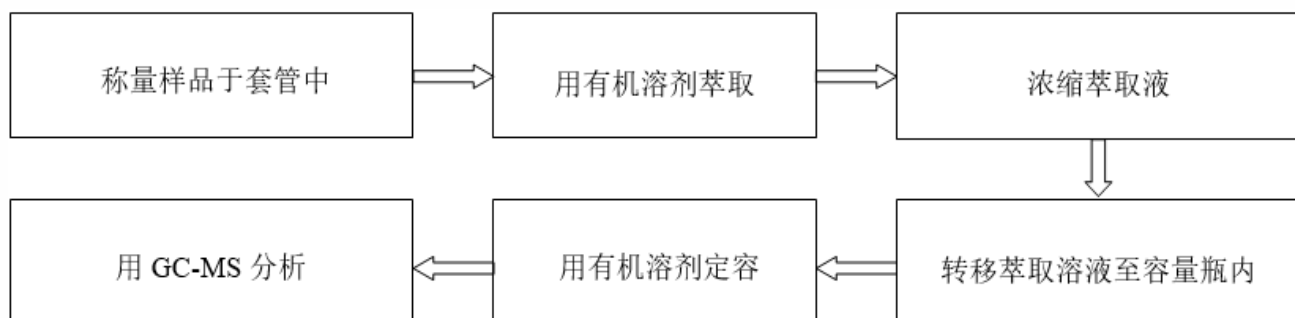 称量样品于套管中
用有机溶剂萃取
浓缩萃取液
转移萃取溶液至容量瓶内
用有机溶剂定容
用 GC-MS 分析